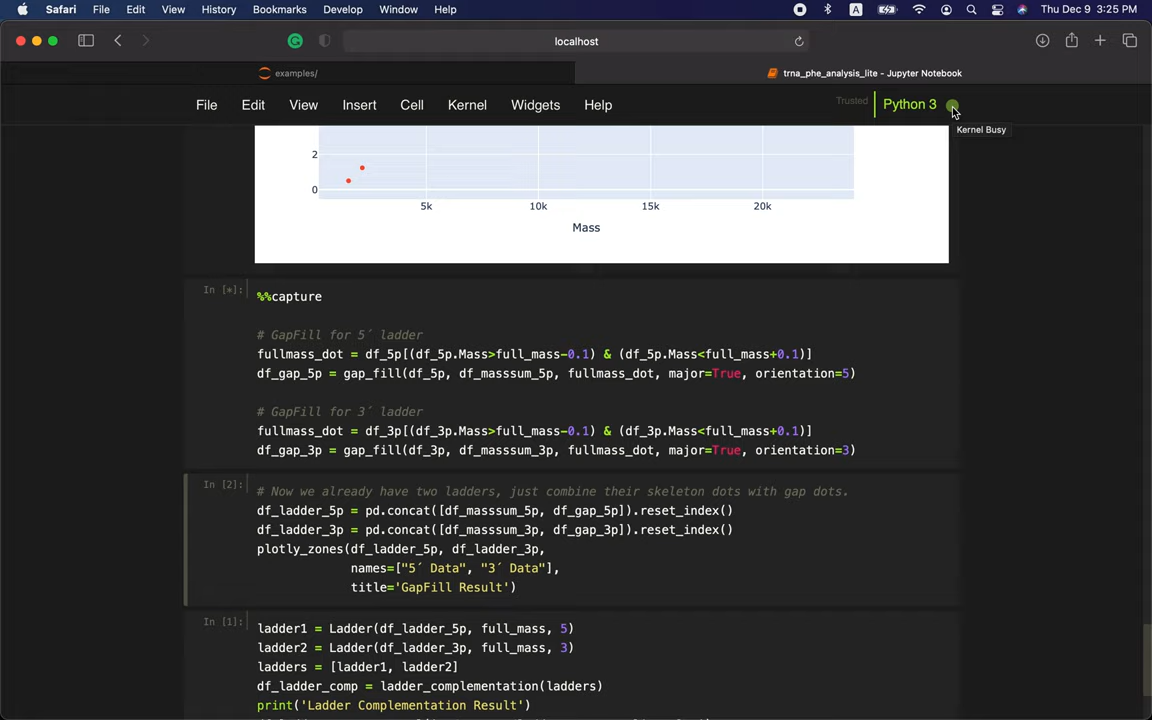 Safari File Edit View History Bookmarks Develop Window Help A Thu Dec 9 3:25 PM
localhost
examples/ trna_phe_analysis_lite - Jupyter Notebook
File Edit View Insert Cell Kernel Widgets Help Trusted Python 3
Kernel Busy
2
0
5k 10k 15k 20k
Mass
In [*]: %%capture
# GapFill for 5´ ladder
fullmass_dot = df_5p[(df_5p.Mass>full_mass-0.1) & (df_5p.Mass<full_mass+0.1)]
df_gap_5p = gap_fill(df_5p, df_masssum_5p, fullmass_dot, major=True, orientation=5)
# GapFill for 3´ ladder
fullmass_dot = df_3p[(df_3p.Mass>full_mass-0.1) & (df_3p.Mass<full_mass+0.1)]
df_gap_3p = gap_fill(df_3p, df_masssum_3p, fullmass_dot, major=True, orientation=3)
In [2]: # Now we already have two ladders, just combine their skeleton dots with gap dots.
df_ladder_5p = pd.concat([df_masssum_5p, df_gap_5p]).reset_index()
df_ladder_3p = pd.concat([df_masssum_3p, df_gap_3p]).reset_index()
plotly_zones(df_ladder_5p, df_ladder_3p,
names=["5´ Data", "3´ Data"],
title='GapFill Result')
In [1]: ladder1 = Ladder(df_ladder_5p, full_mass, 5)
ladder2 = Ladder(df_ladder_3p, full_mass, 3)
ladders = [ladder1, ladder2]
df_ladder_comp = ladder_complementation(ladders)
print('Ladder Complementation Result')